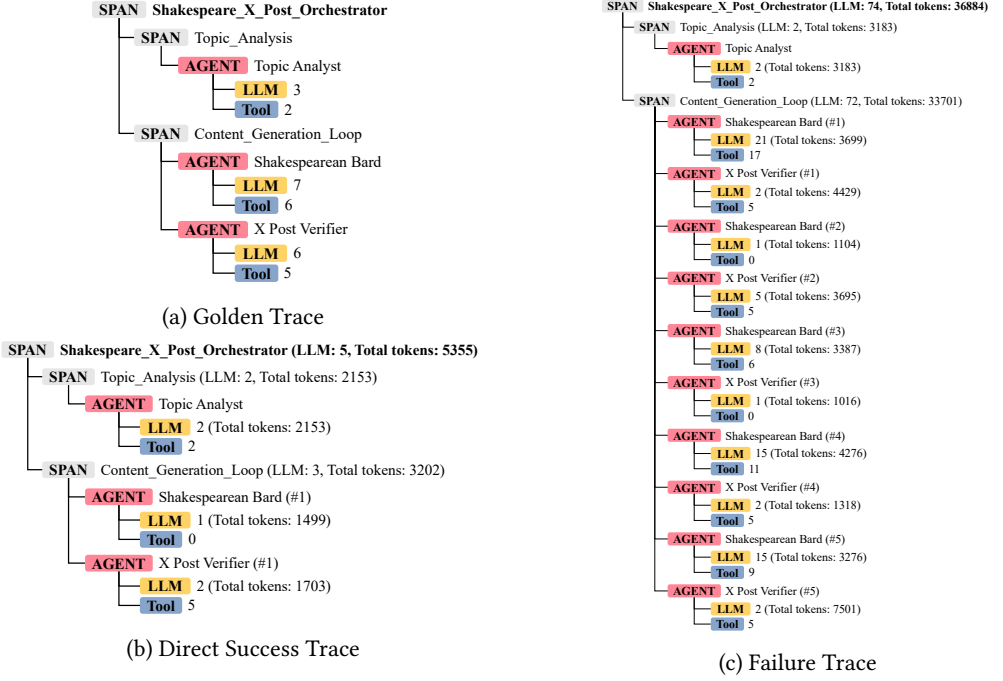 SPAN Shakespeare_X_Post_Orchestrator
SPAN Topic_Analysis
AGENT Topic Analyst
LLM 3
Tool 2
SPAN Content_Generation_Loop
AGENT Shakespearean Bard
LLM 7
Tool 6
AGENT X Post Verifier
LLM 6
Tool 5
(a) Golden Trace
SPAN Shakespeare_X_Post_Orchestrator (LLM: 5, Total tokens: 5355)
SPAN Topic_Analysis (LLM: 2, Total tokens: 2153)
AGENT Topic Analyst
LLM 2 (Total tokens: 2153)
Tool 2
SPAN Content_Generation_Loop (LLM: 3, Total tokens: 3202)
AGENT Shakespearean Bard (#1)
LLM 1 (Total tokens: 1499)
Tool 0
AGENT X Post Verifier (#1)
LLM 2 (Total tokens: 1703)
Tool 5
(b) Direct Success Trace
SPAN Shakespeare_X_Post_Orchestrator (LLM: 74, Total tokens: 36884)
SPAN Topic_Analysis (LLM: 2, Total tokens: 3183)
AGENT Topic Analyst
LLM 2 (Total tokens: 3183)
Tool 2
SPAN Content_Generation_Loop (LLM: 72, Total tokens: 33701)
AGENT Shakespearean Bard (#1)
LLM 21 (Total tokens: 3699)
Tool 17
AGENT X Post Verifier (#1)
LLM 2 (Total tokens: 4429)
Tool 5
AGENT Shakespearean Bard (#2)
LLM 1 (Total tokens: 1104)
Tool 0
AGENT X Post Verifier (#2)
LLM 5 (Total tokens: 3695)
Tool 5
AGENT Shakespearean Bard (#3)
LLM 8 (Total tokens: 3387)
Tool 6
AGENT X Post Verifier (#3)
LLM 1 (Total tokens: 1016)
Tool 0
AGENT Shakespearean Bard (#4)
LLM 15 (Total tokens: 4276)
Tool 11
AGENT X Post Verifier (#4)
LLM 2 (Total tokens: 1318)
Tool 5
AGENT Shakespearean Bard (#5)
LLM 15 (Total tokens: 3276)
Tool 9
AGENT X Post Verifier (#5)
LLM 2 (Total tokens: 7501)
Tool 5
(c) Failure Trace